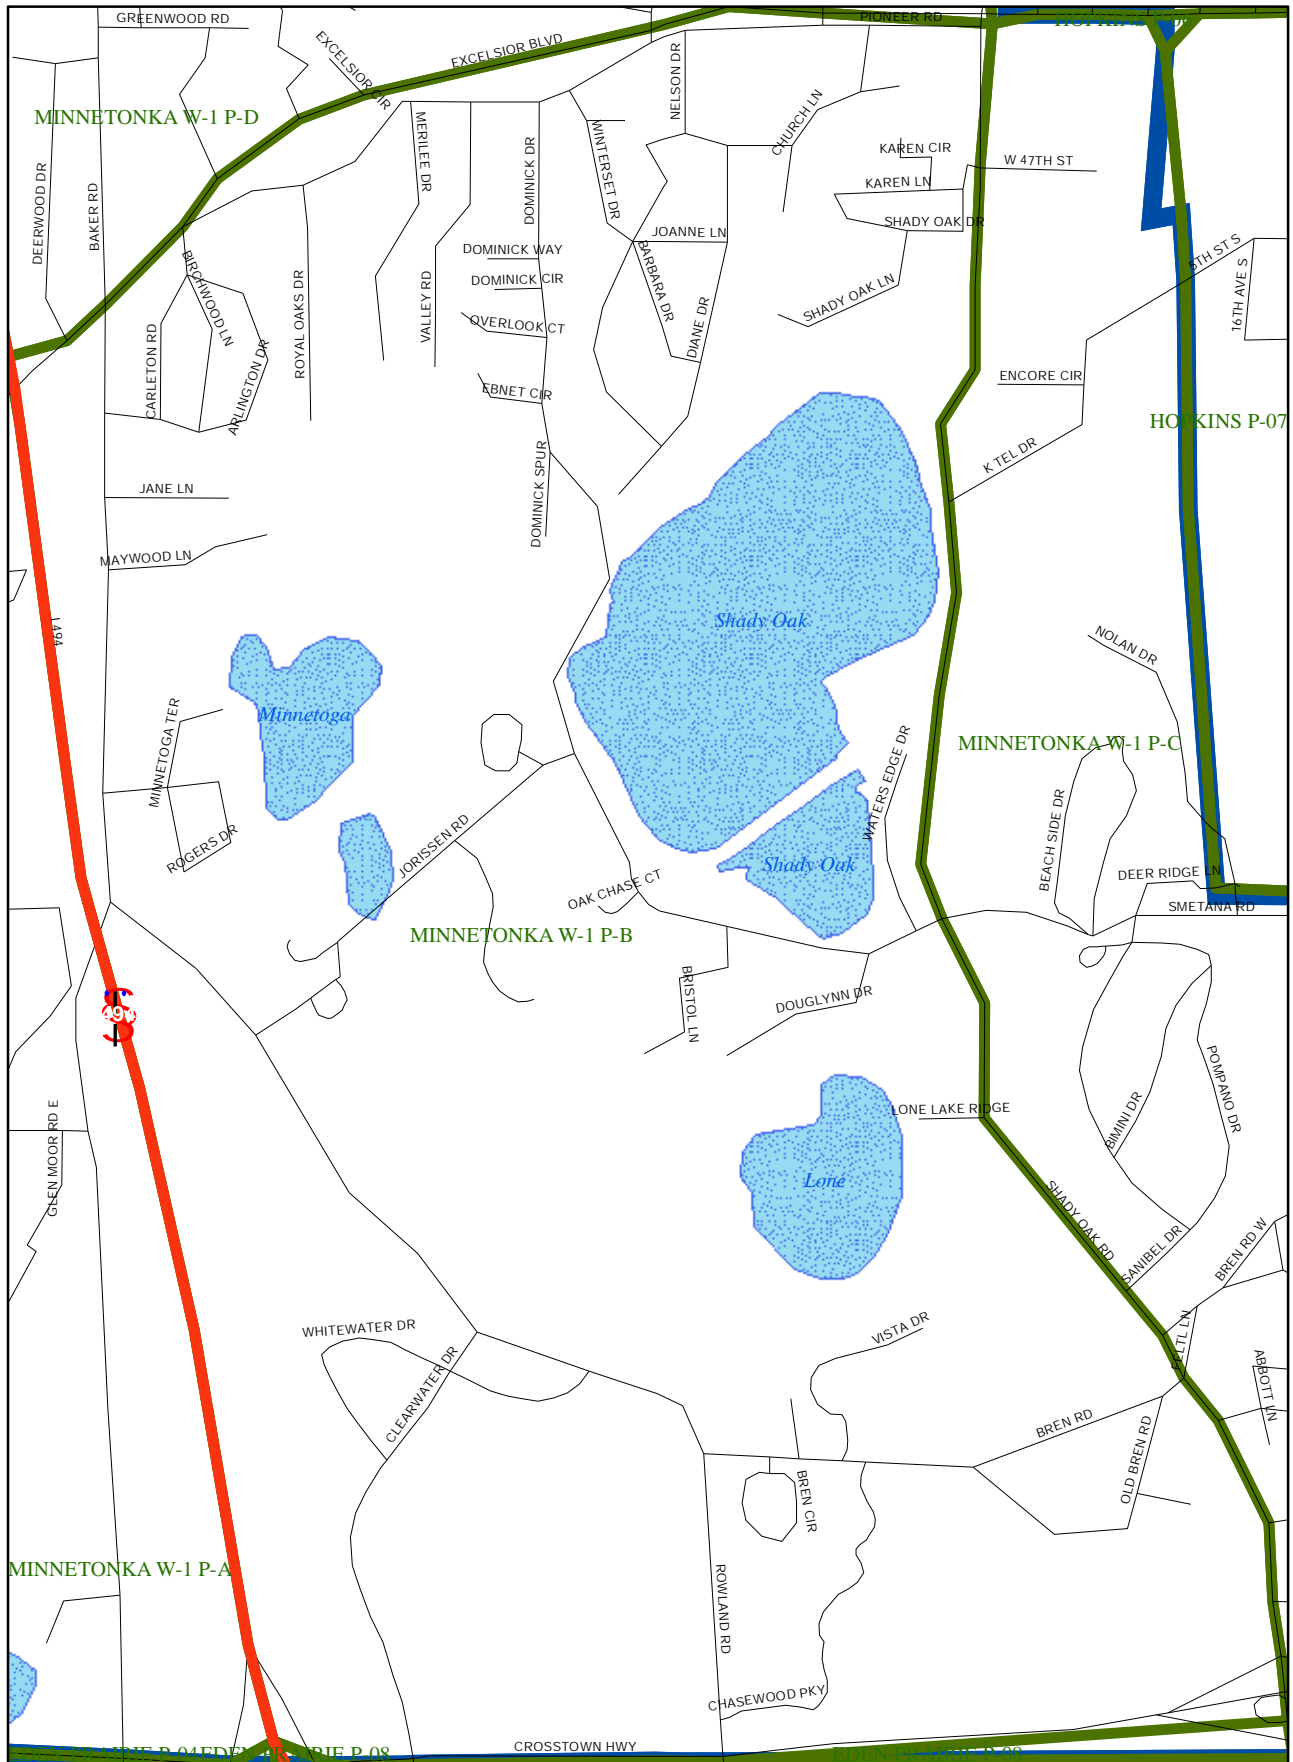 GREENWOOD RD
PIONEER RD
EXCELSIOR CIR
EXCELSIOR BLVD
NELSON DR
MINNETONKA W-1 P-D
CHURCH LN
KAREN CIR
W 47TH ST
KAREN LN
SHADY OAK DR
DEERWOOD DR
BAKER RD
MERILEE DR
DOMINICK DR
WINTERSET DR
JOANNE LN
BARBARA DR
DOMINICK WAY
DOMINICK CIR
BIRCHWOOD LN
ROYAL OAKS DR
VALLEY RD
OVERLOOK CT
DIANE DR
SHADY OAK LN
5TH ST S
16TH AVE S
CARLETON RD
ARLINGTON DR
EBNET CIR
ENCORE CIR
HOPKINS P-07
K TEL DR
DOMINICK SPUR
JANE LN
MAYWOOD LN
I 494
Shady Oak
NOLAN DR
MINNETOGA TER
Minnetoga
MINNETONKA W-1 P-C
WATERS EDGE DR
ROGERS DR
JORISSEN RD
BEACH SIDE DR
Shady Oak
OAK CHASE CT
DEER RIDGE LN
SMETANA RD
MINNETONKA W-1 P-B
BRISTOL LN
DOUGLYNN DR
494
POMPANO DR
BIMINI DR
LONE LAKE RIDGE
GLEN MOOR RD E
Lone
SHADY OAK RD
SANIBEL DR
BREN RD W
WHITEWATER DR
CLEARWATER DR
VISTA DR
ABBOTT LN
BREN RD
OLD BREN RD
BREN CIR
MINNETONKA W-1 P-A
ROWLAND RD
CHASEWOOD PKY
EDEN PRAIRIE P-08
CROSSTOWN HWY